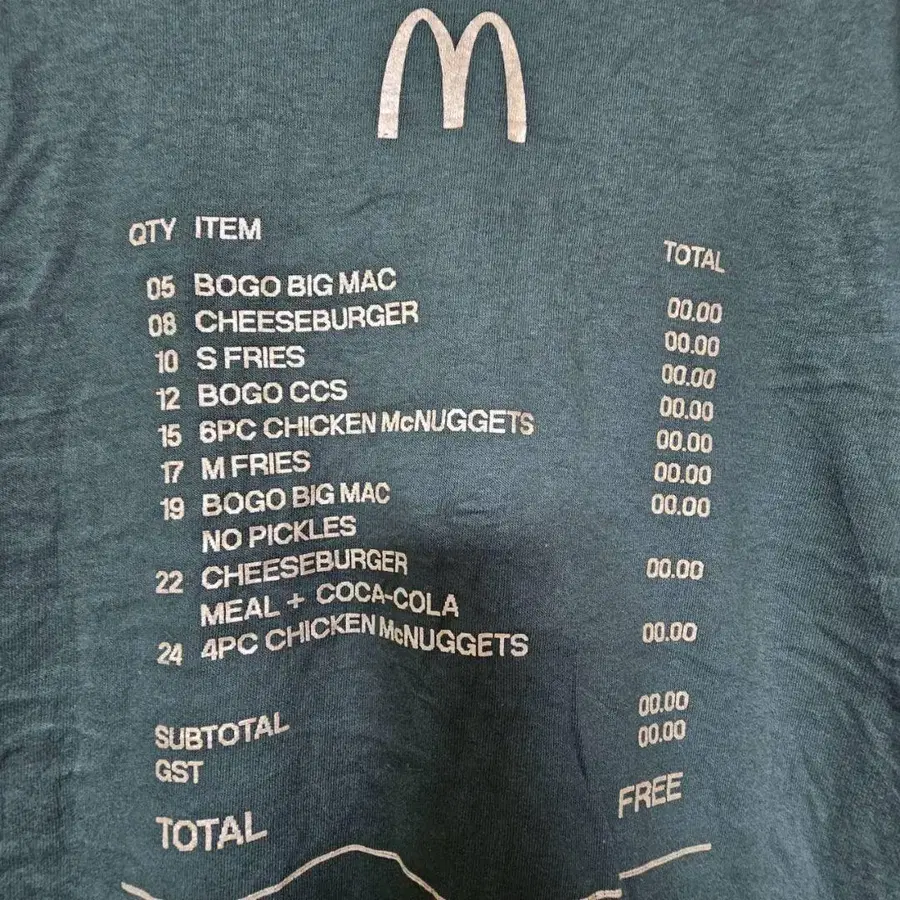 QTY ITEM TOTAL
05 BOGO BIG MAC 00.00
08 CHEESEBURGER 00.00
10 S FRIES 00.00
12 BOGO CCS 00.00
15 6PC CHICKEN McNUGGETS 00.00
17 M FRIES 00.00
19 BOGO BIG MAC 00.00
NO PICKLES
22 CHEESEBURGER 00.00
MEAL + COCA-COLA
24 4PC CHICKEN McNUGGETS 00.00
SUBTOTAL 00.00
GST 00.00
TOTAL FREE